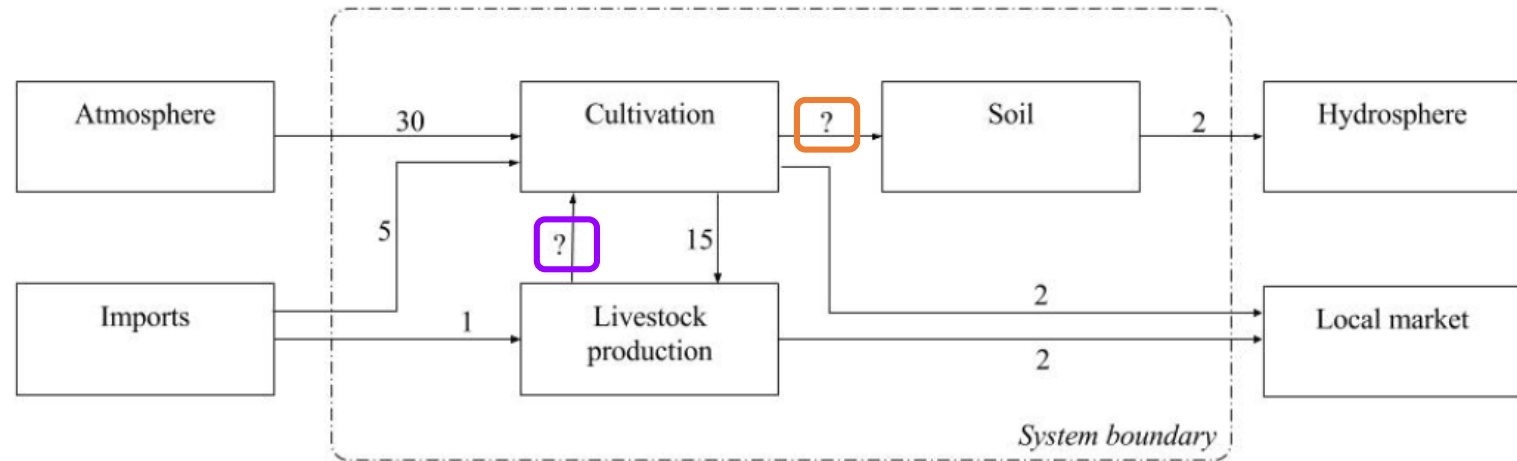 Atmosphere
30
Cultivation
?
Soil
2
Hydrosphere
5
?
15
Imports
1
Livestock
production
2
2
Local market
System boundary